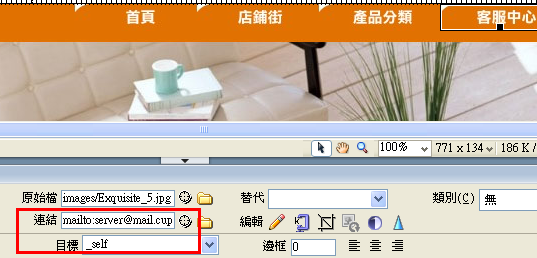 首頁 店鋪街 產品分類 客服中心
100% 771 x 134 186 K /
原始檔 images/Exquisite_5.jpg 替代 類別(C) 無
連結 mailto:server@mail.cup 編輯
目標 _self 邊框 0